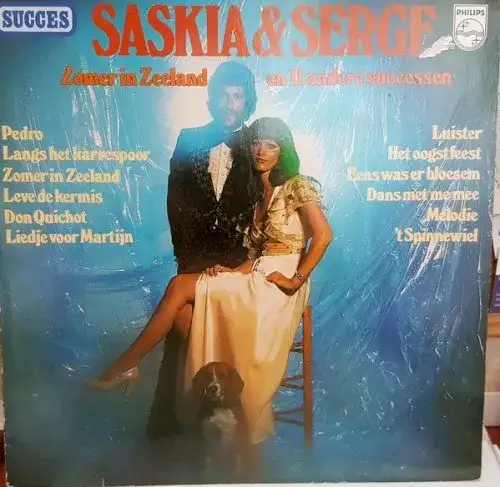 SUCCES
SASKIA & SERGE
PHILIPS
Zomer in Zeeland en 11 andere successen
Pedro
Langs het karrespoor
Zomer in Zeeland
Leve de kermis
Don Quichot
Liedje voor Martijn
Luister
Het oogstfeest
Eens was er bloesem
Dans met me mee
Melodie
't Spinnewiel